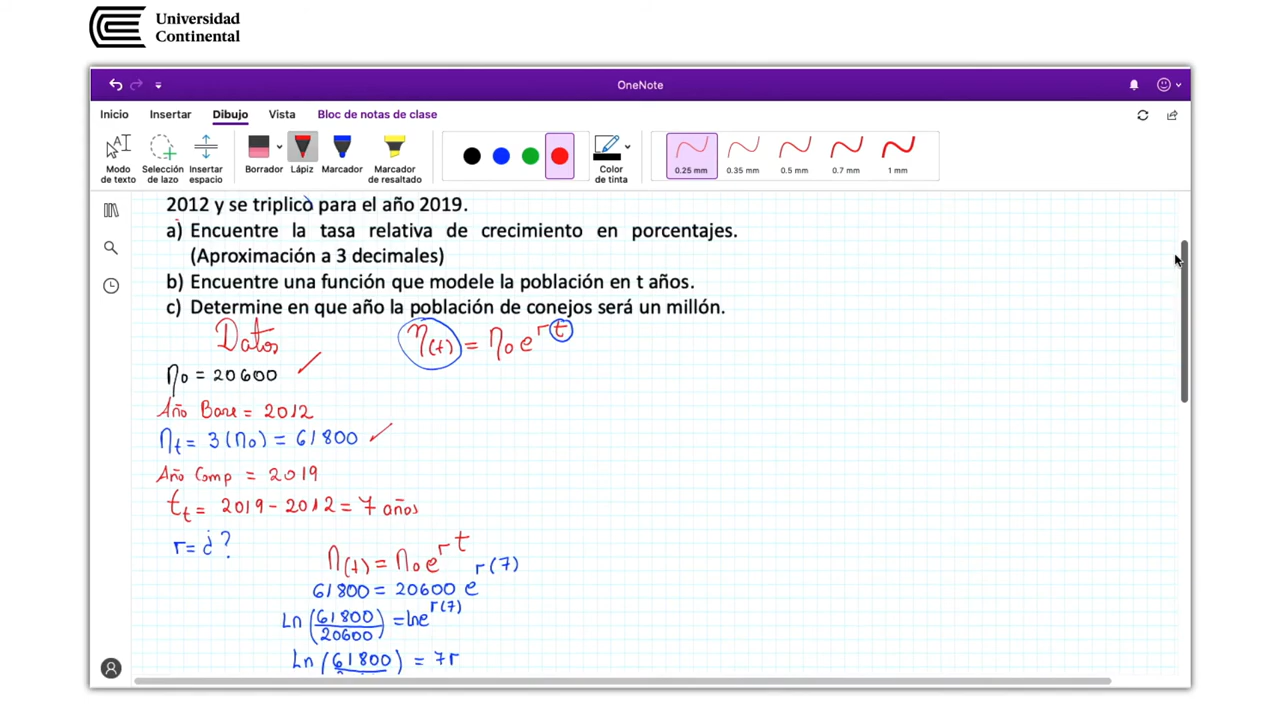 Universidad
Continental
OneNote
Inicio Insertar Dibujo Vista Bloc de notas de clase
Modo de texto Selección de lazo Insertar espacio Borrador Lápiz Marcador Marcador de resaltado Color de tinta 0.25 mm 0.35 mm 0.5 mm 0.7 mm 1 mm
2012 y se triplicó para el año 2019.
a) Encuentre la tasa relativa de crecimiento en porcentajes.
(Aproximación a 3 decimales)
b) Encuentre una función que modele la población en t años.
c) Determine en que año la población de conejos será un millón.
Datos
η(t) = η0 e^rt
η0 = 20600
Año Base = 2012
ηt = 3(η0) = 61800
Año Comp = 2019
tt = 2019 - 2012 = 7 años
r = ¿?
η(t) = η0 e^r t
61800 = 20600 e^r(7)
Ln (61800/20600) = lne^r(7)
Ln (61800 ) = 7r